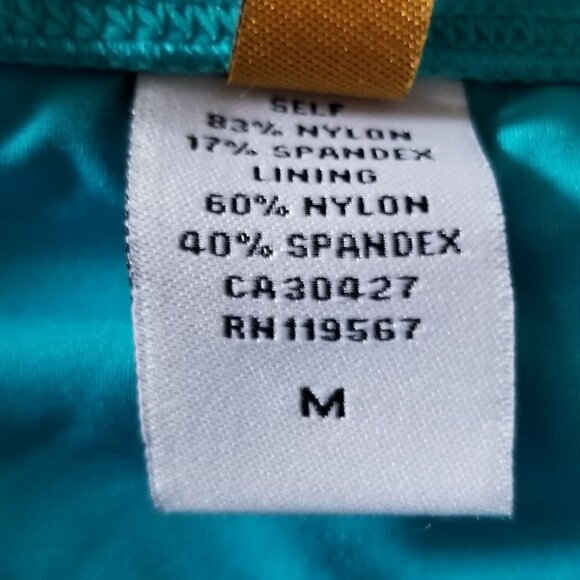 SELF
83% NYLON
17% SPANDEX
LINING
60% NYLON
40% SPANDEX
CA30427
RN119567
M